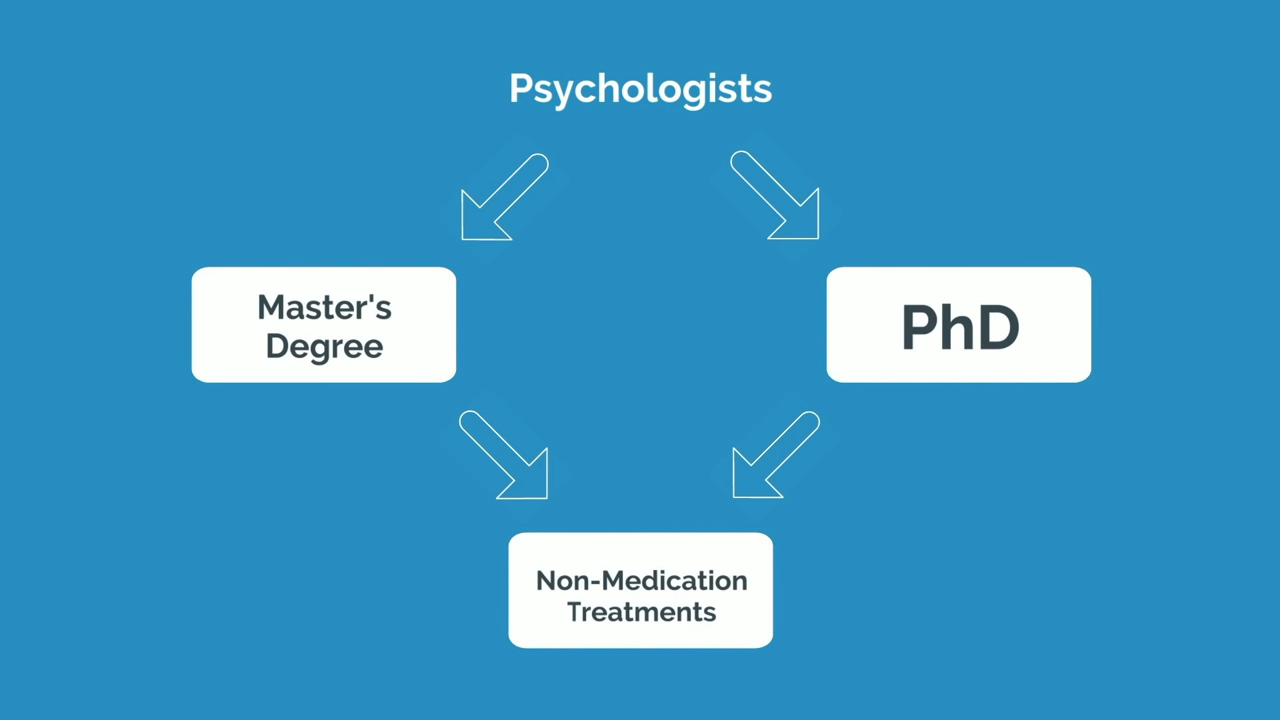 Psychologists
Master's
Degree
PhD
Non-Medication
Treatments